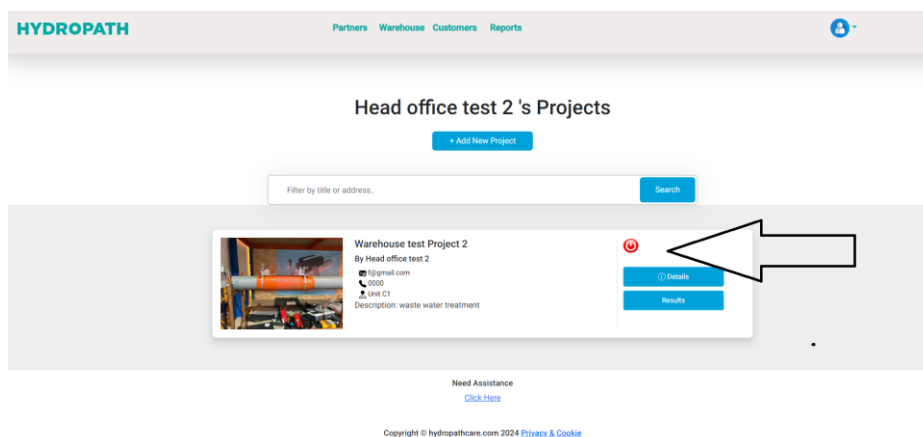 HYDROPATH
Partners Warehouse Customers Reports
Head office test 2 's Projects
+ Add New Project
Filter by title or address..
Search
Warehouse test Project 2
By Head office test 2
f@gmail.com
0000
Unit C1
Description: waste water treatment
Details
Results
Need Assistance
Click Here
Copyright © hydropathcare.com 2024 Privacy & Cookie